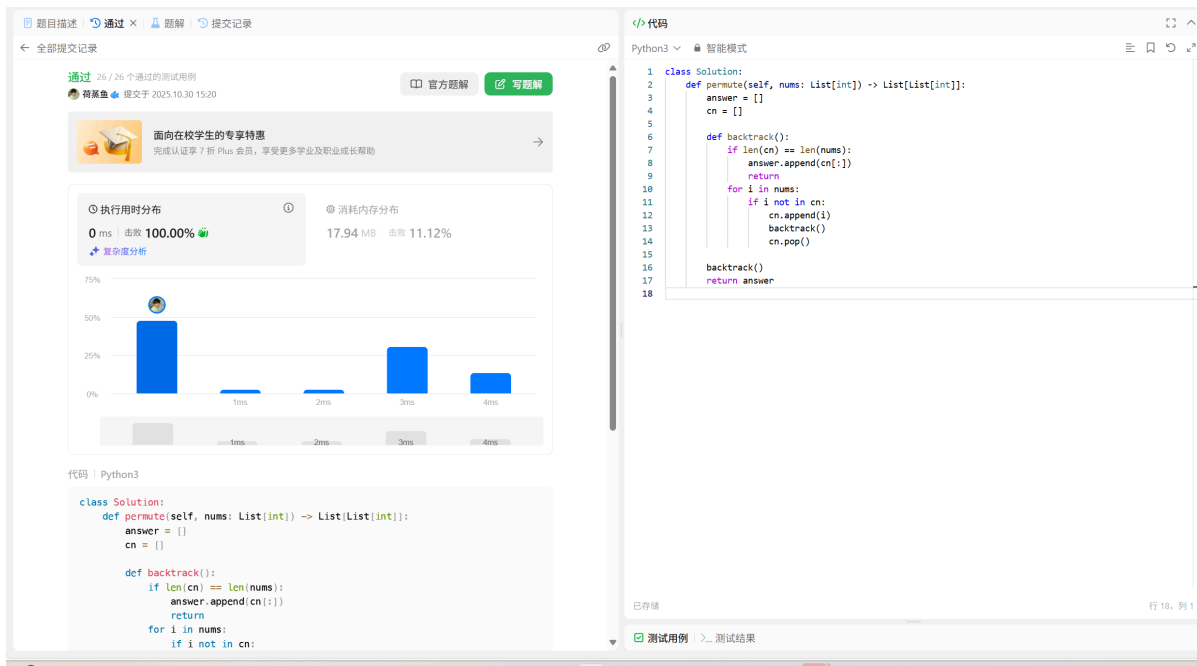 题目描述 通过 × 题解 提交记录
← 全部提交记录
通过 26 / 26 个通过的测试用例
荷蒸鱼 提交于 2025.10.30 15:20
官方题解 写题解
面向在校学生的专享特惠
完成认证享 7 折 Plus 会员，享受更多学业及职业成长帮助
执行用时分布
0 ms 击败 100.00%
复杂度分析
消耗内存分布
17.94 MB 击败 11.12%
75%
50%
25%
0%
1ms 2ms 3ms 4ms
1ms 2ms 3ms 4ms
代码 Python3
class Solution:
    def permute(self, nums: List[int]) -> List[List[int]]:
        answer = []
        cn = []
        def backtrack():
            if len(cn) == len(nums):
                answer.append(cn[:])
                return
            for i in nums:
                if i not in cn:
</> 代码
Python3 智能模式
1 class Solution:
2     def permute(self, nums: List[int]) -> List[List[int]]:
3         answer = []
4         cn = []
5
6         def backtrack():
7             if len(cn) == len(nums):
8                 answer.append(cn[:])
9                 return
10             for i in nums:
11                 if i not in cn:
12                     cn.append(i)
13                     backtrack()
14                     cn.pop()
15
16         backtrack()
17         return answer
18
已存储 行 18，列 1
测试用例 >_ 测试结果